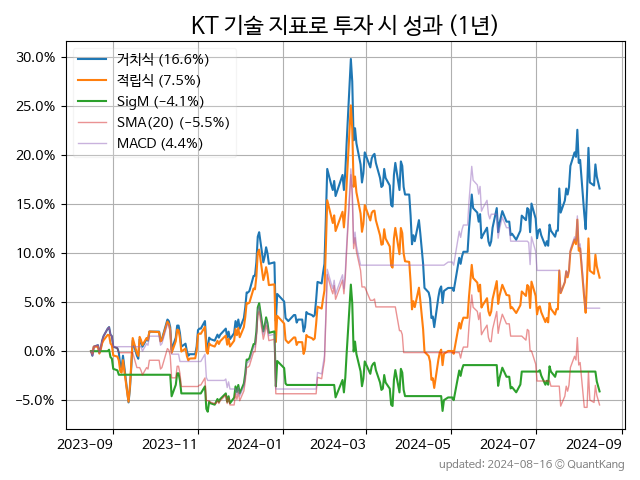 KT 기술 지표로 투자 시 성과 (1년)
30.0%
25.0%
20.0%
15.0%
10.0%
5.0%
0.0%
−5.0%
거치식 (16.6%)
적립식 (7.5%)
SigM (−4.1%)
SMA(20) (−5.5%)
MACD (4.4%)
2023-09
2023-11
2024-01
2024-03
2024-05
2024-07
2024-09
updated: 2024-08-16 © QuantKang